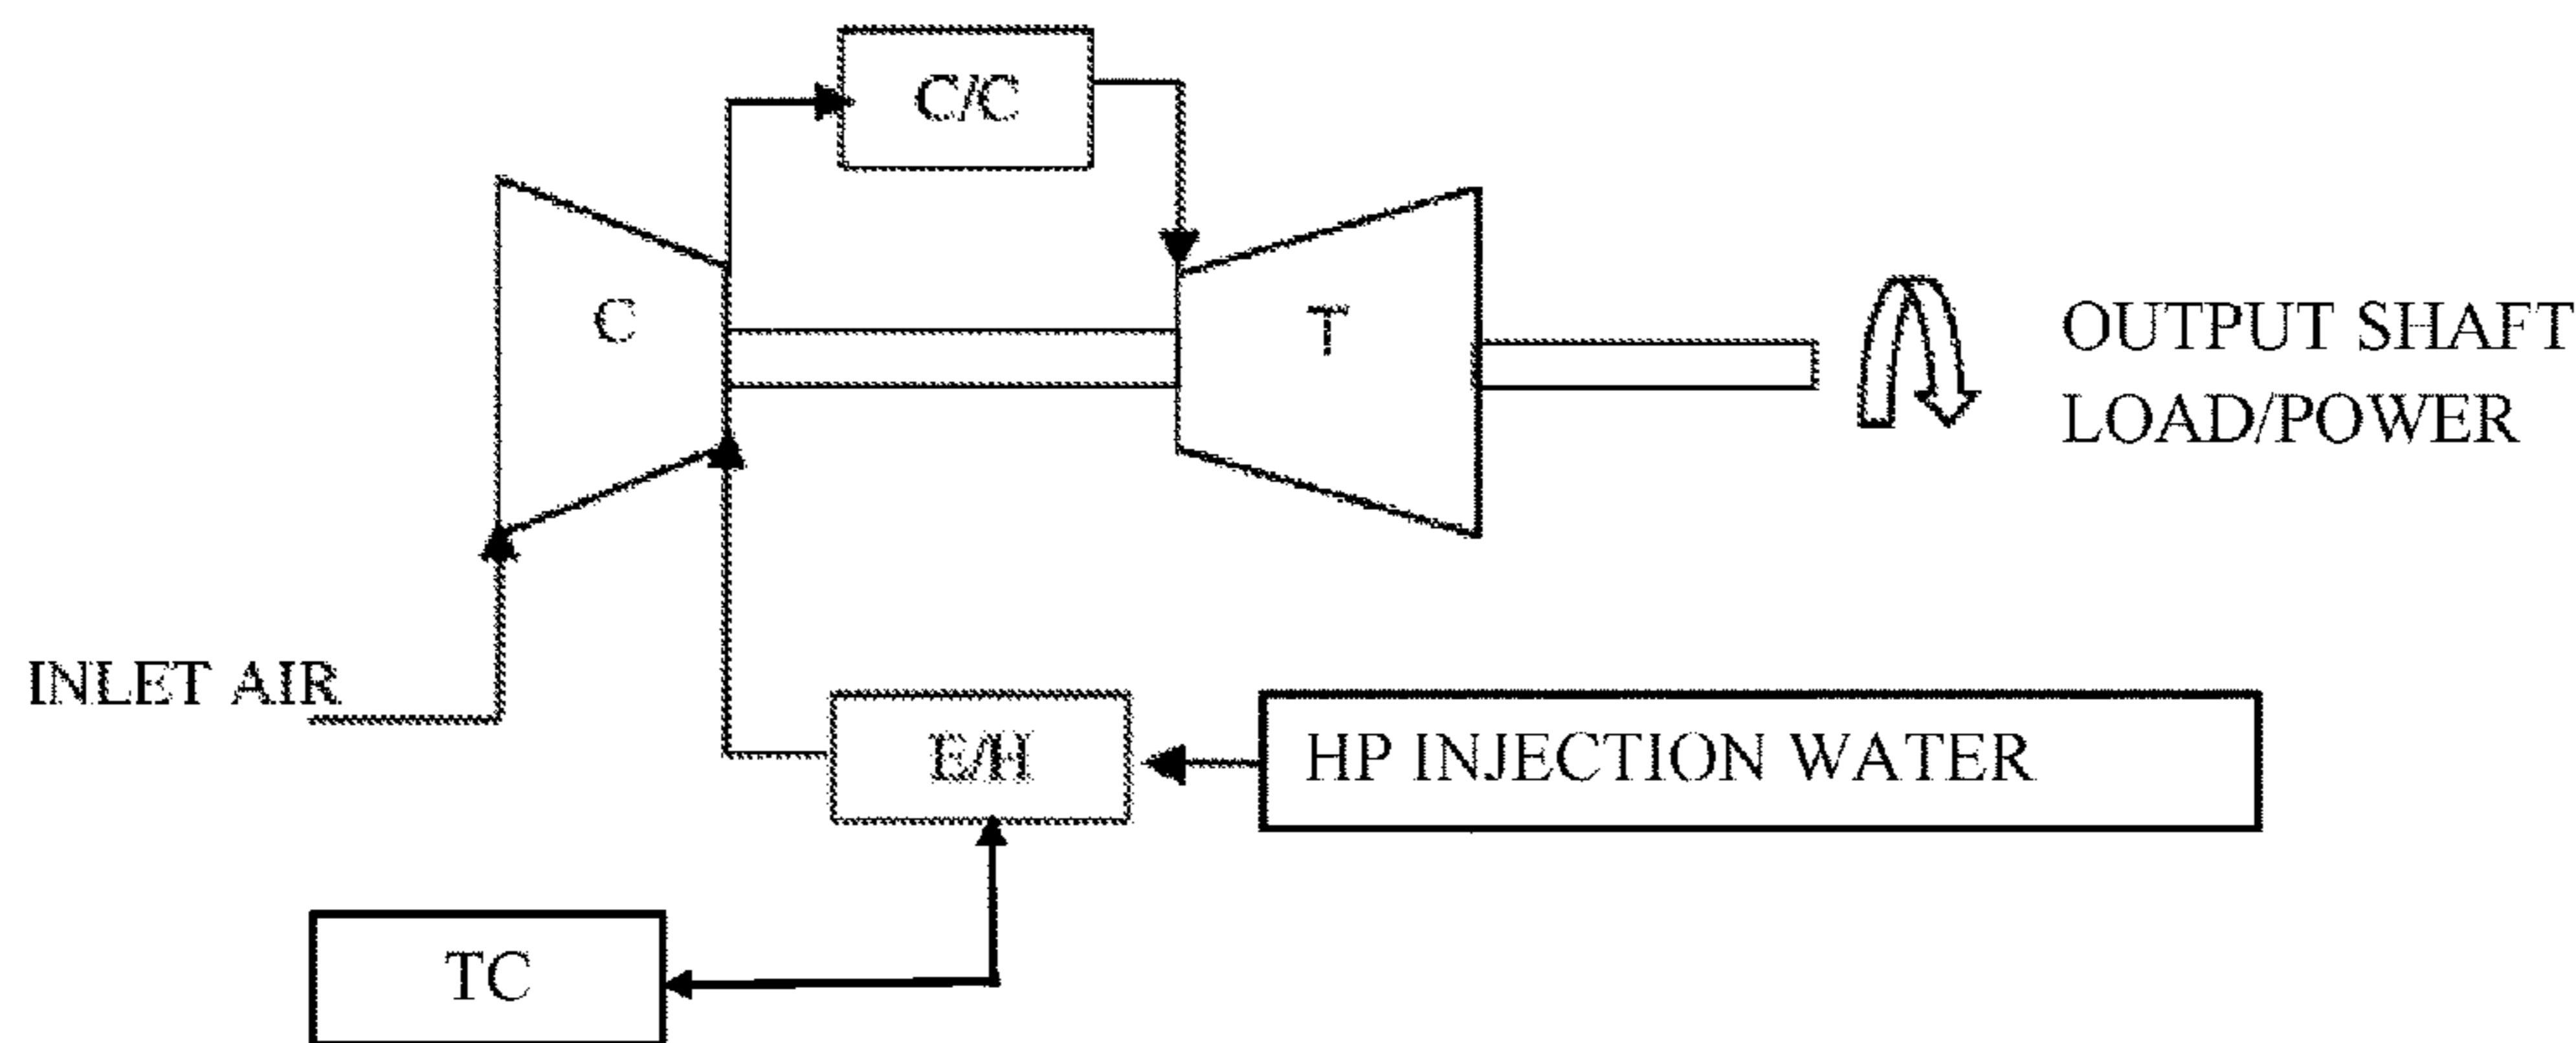 C/C
C
T
OUTPUT SHAFT
LOAD/POWER
INLET AIR
E/H
HP INJECTION WATER
TC